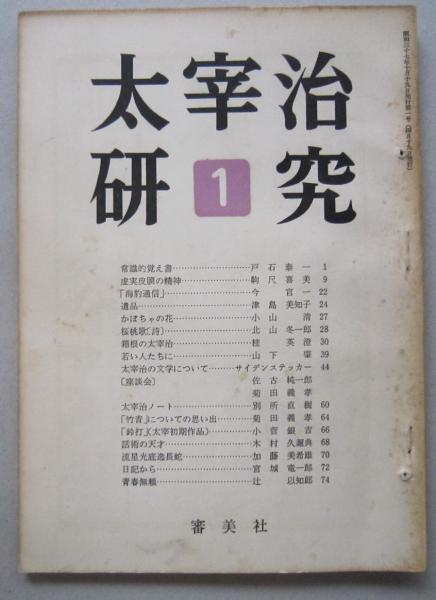 太宰治
研1究
常識的覚え書……戸石泰一 1
虚実皮膜の精神……駒尺喜美 9
「海豹通信」……今官一 22
遺品……津島美知子 24
かぼちゃの花……小山清 27
桜桃歌〔詩〕……北山冬一郎 28
箱根の太宰治……桂英澄 30
若い人たちに……山下肇 39
太宰治の文学について……サイデンステッカー 44
〔座談会〕 佐古純一郎
菊田義孝
太宰治ノート……別所直樹 60
「竹青」についての思い出……菊田義孝 64
「鈴打」(太宰初期作品)……小菅銀吉 66
話術の天才……木村久邇典 68
流星光底逸長蛇……加藤美希雄 70
日記から……宮城竜一郎 72
青春無頼……辻以知郎 74
審美社